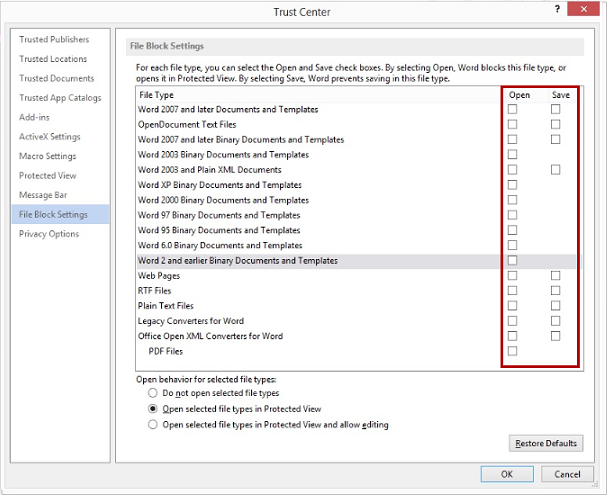 Trust Center
?
Trusted Publishers
Trusted Locations
Trusted Documents
Trusted App Catalogs
Add-ins
ActiveX Settings
Macro Settings
Protected View
Message Bar
File Block Settings
Privacy Options
File Block Settings
For each file type, you can select the Open and Save check boxes. By selecting Open, Word blocks this file type, or
opens it in Protected View. By selecting Save, Word prevents saving in this file type.
File Type Open Save
Word 2007 and later Documents and Templates
OpenDocument Text Files
Word 2007 and later Binary Documents and Templates
Word 2003 Binary Documents and Templates
Word 2003 and Plain XML Documents
Word XP Binary Documents and Templates
Word 2000 Binary Documents and Templates
Word 97 Binary Documents and Templates
Word 95 Binary Documents and Templates
Word 6.0 Binary Documents and Templates
Word 2 and earlier Binary Documents and Templates
Web Pages
RTF Files
Plain Text Files
Legacy Converters for Word
Office Open XML Converters for Word
PDF Files
Open behavior for selected file types:
Do not open selected file types
Open selected file types in Protected View
Open selected file types in Protected View and allow editing
Restore Defaults
OK Cancel